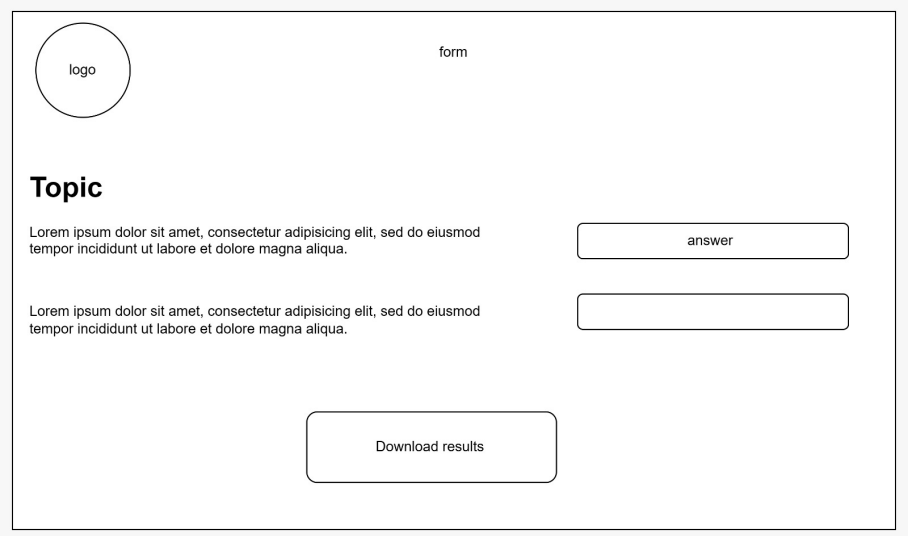 logo
form
Topic
Lorem ipsum dolor sit amet, consectetur adipisicing elit, sed do eiusmod
tempor incididunt ut labore et dolore magna aliqua.
answer
Lorem ipsum dolor sit amet, consectetur adipisicing elit, sed do eiusmod
tempor incididunt ut labore et dolore magna aliqua.
Download results